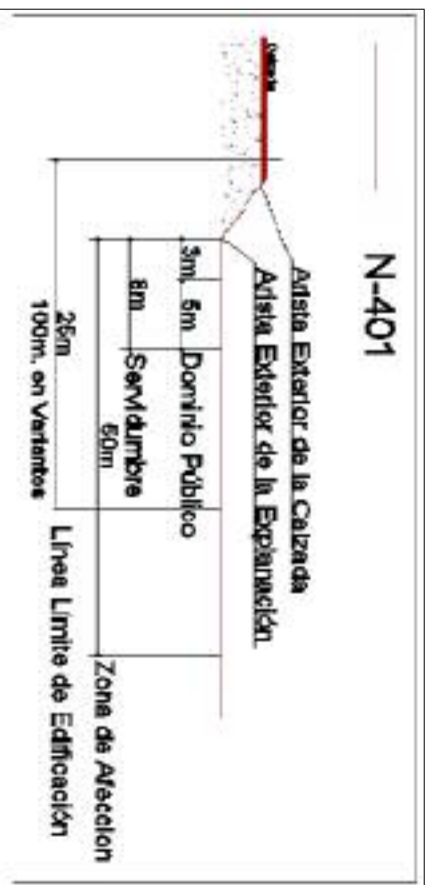 N-401
Arista Exterior de la Calzada
Arista Exterior de la Explanación
3m, 5m Dominio Público
8m Servidumbre
50m Zona de Afeccion
25m Línea Límite de Edificación
100m. en Variantes